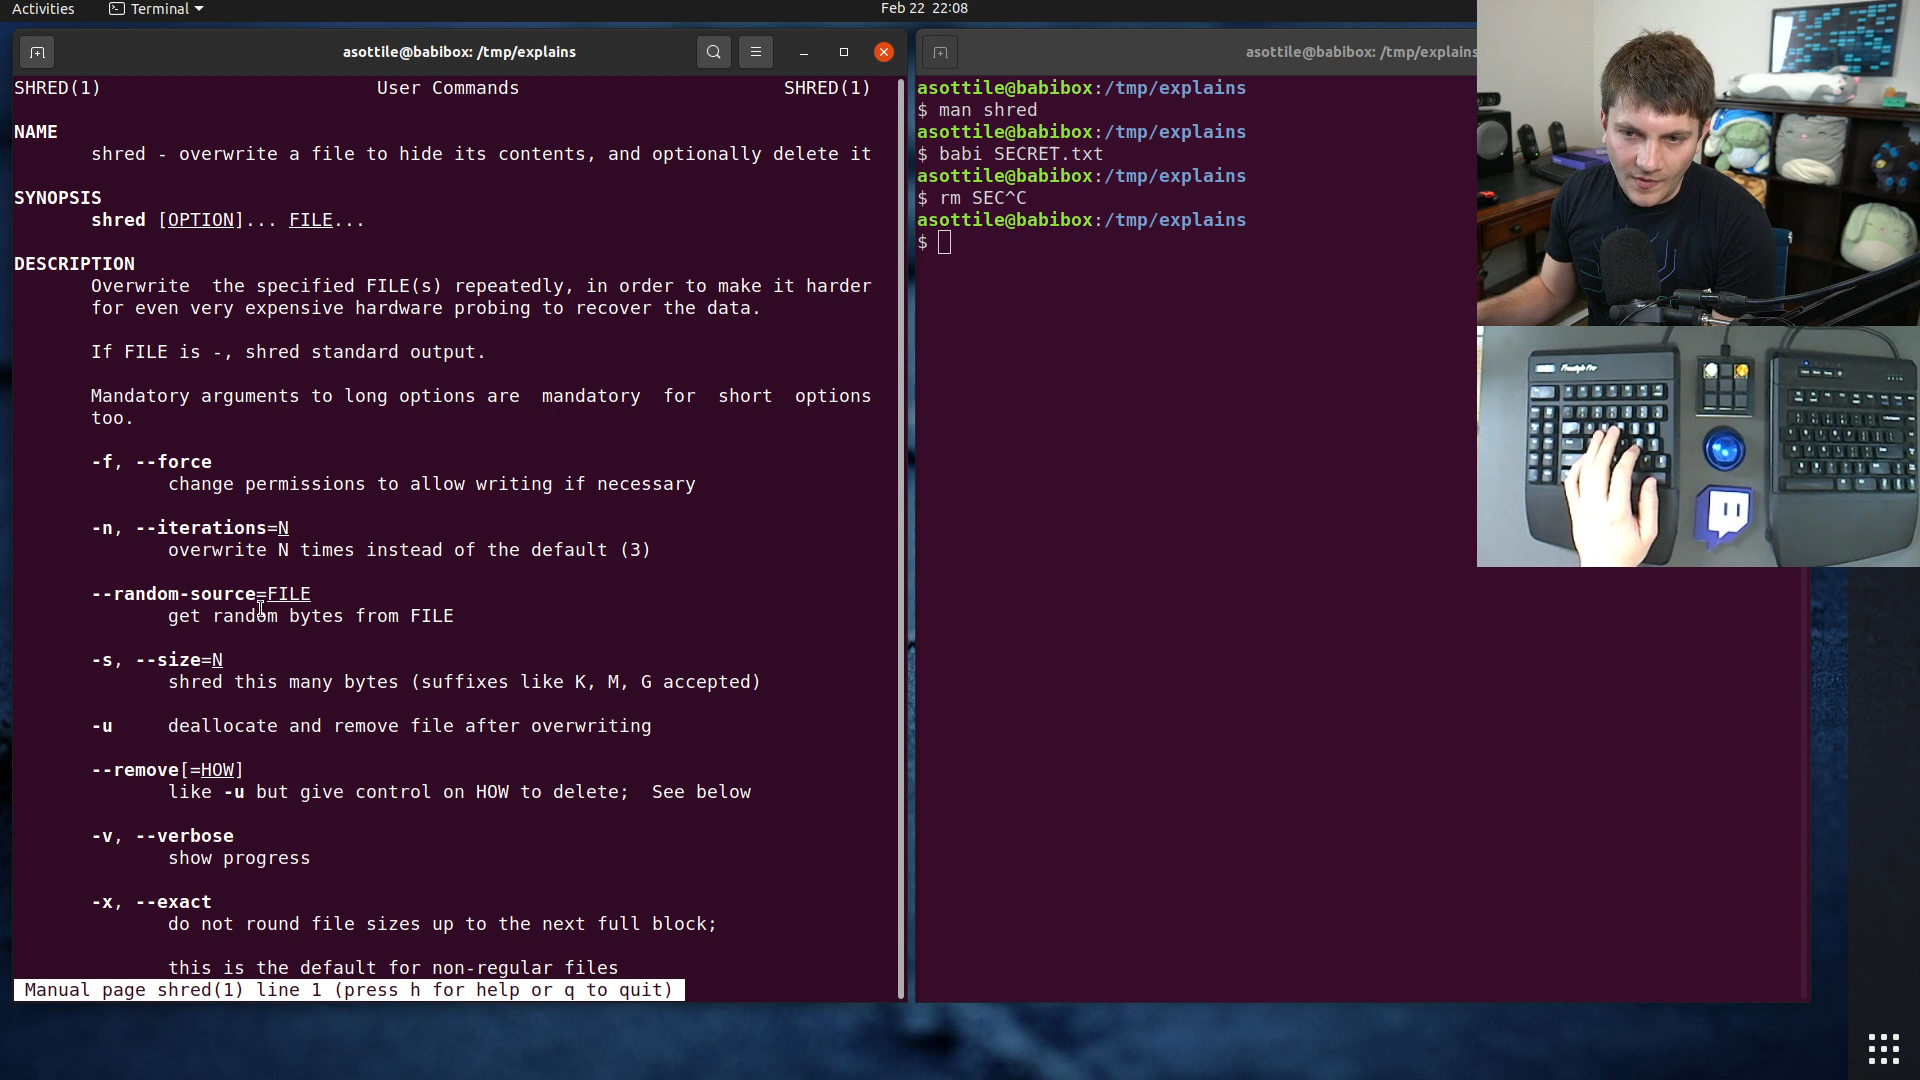 Activities Terminal Feb 22 22:08
asottile@babibox: /tmp/explains
SHRED(1) User Commands SHRED(1)
NAME
shred - overwrite a file to hide its contents, and optionally delete it
SYNOPSIS
shred [OPTION]... FILE...
DESCRIPTION
Overwrite  the specified FILE(s) repeatedly, in order to make it harder
for even very expensive hardware probing to recover the data.
If FILE is -, shred standard output.
Mandatory arguments to long options are  mandatory  for  short  options
too.
-f, --force
change permissions to allow writing if necessary
-n, --iterations=N
overwrite N times instead of the default (3)
--random-source=FILE
get random bytes from FILE
-s, --size=N
shred this many bytes (suffixes like K, M, G accepted)
-u     deallocate and remove file after overwriting
--remove[=HOW]
like -u but give control on HOW to delete;  See below
-v, --verbose
show progress
-x, --exact
do not round file sizes up to the next full block;
this is the default for non-regular files
Manual page shred(1) line 1 (press h for help or q to quit)
asottile@babibox: /tmp/explains
asottile@babibox:/tmp/explains
$ man shred
asottile@babibox:/tmp/explains
$ babi SECRET.txt
asottile@babibox:/tmp/explains
$ rm SEC^C
asottile@babibox:/tmp/explains
$
Freestyle Pro